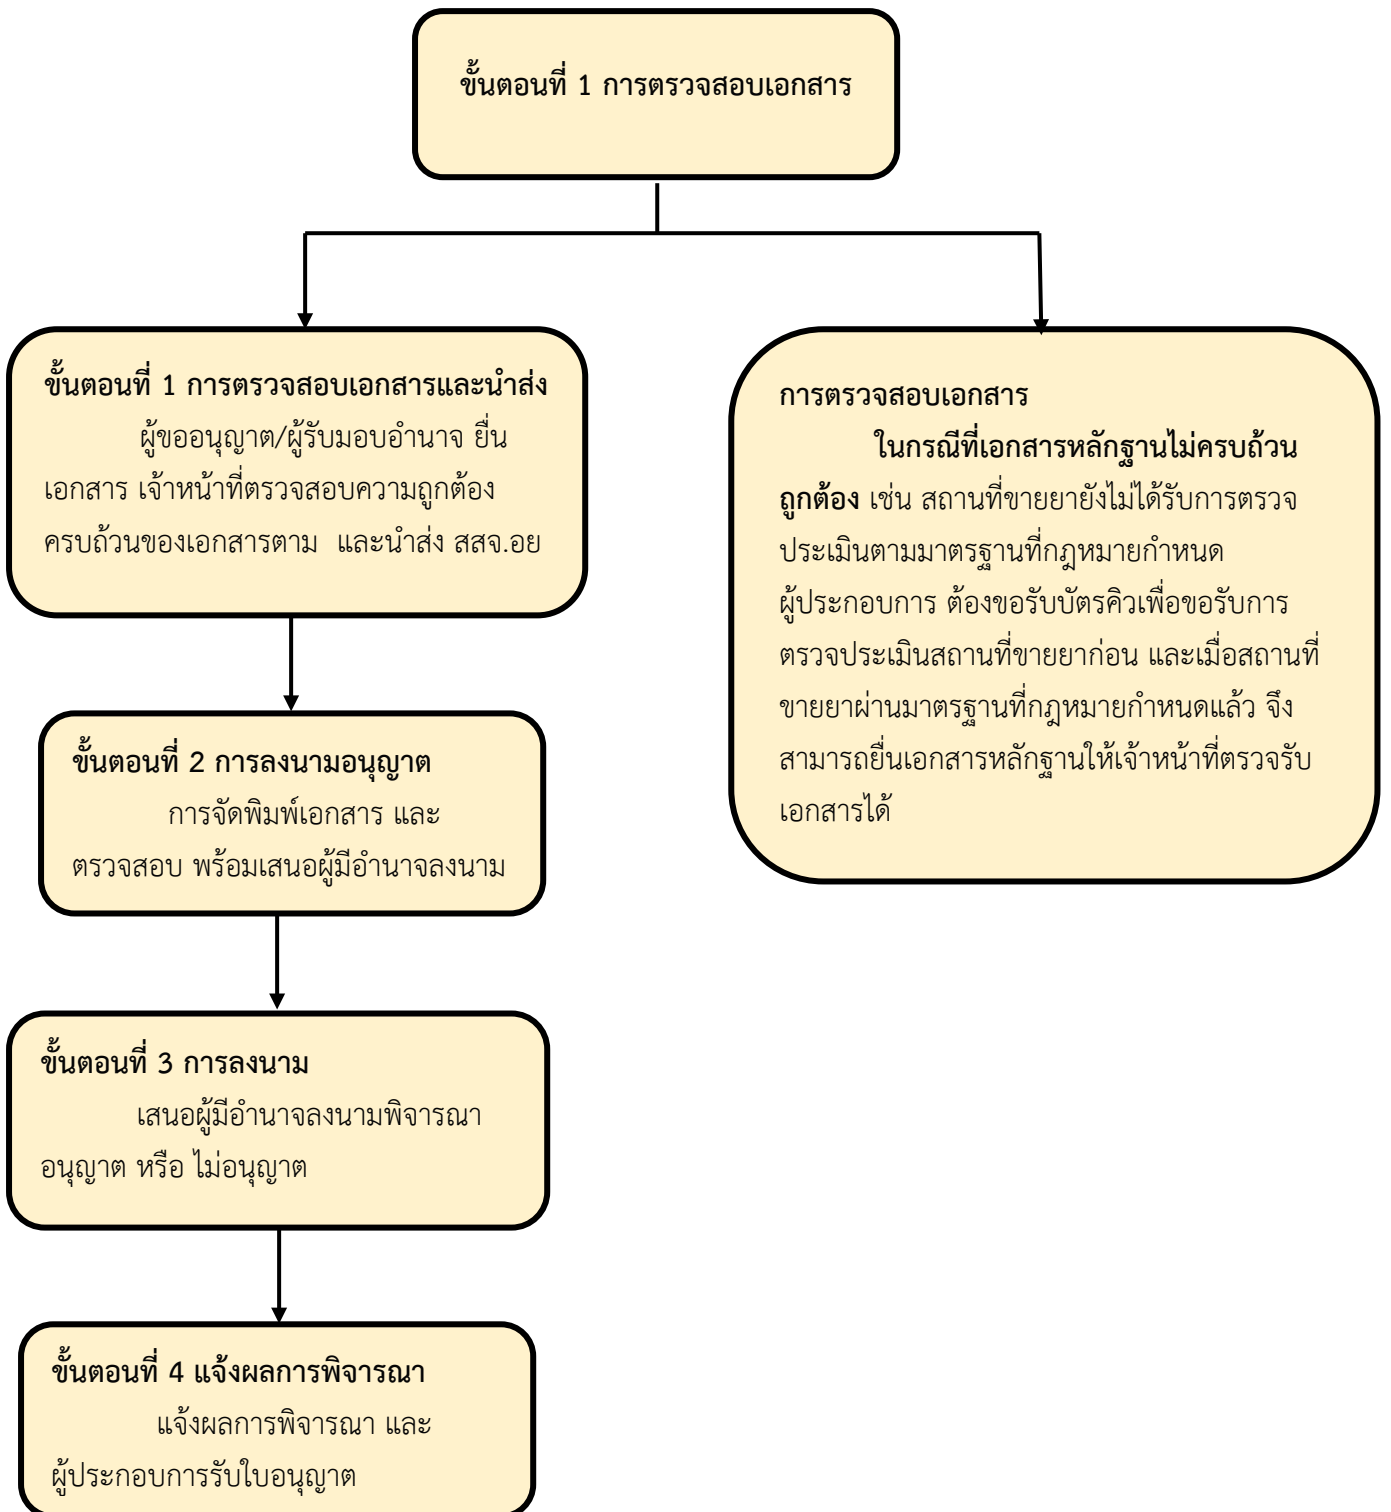 ขั้นตอนที่ 1 การตรวจสอบเอกสาร
ขั้นตอนที่ 1 การตรวจสอบเอกสารและนำส่ง
ผู้ขออนุญาต/ผู้รับมอบอำนาจ ยื่น
เอกสาร เจ้าหน้าที่ตรวจสอบความถูกต้อง
ครบถ้วนของเอกสารตาม และนำส่ง สสจ.อย
การตรวจสอบเอกสาร
ในกรณีที่เอกสารหลักฐานไม่ครบถ้วน
ถูกต้อง เช่น สถานที่ขายยายังไม่ได้รับการตรวจ
ประเมินตามมาตรฐานที่กฎหมายกำหนด
ผู้ประกอบการ ต้องขอรับบัตรคิวเพื่อขอรับการ
ตรวจประเมินสถานที่ขายยาก่อน และเมื่อสถานที่
ขายยาผ่านมาตรฐานที่กฎหมายกำหนดแล้ว จึง
สามารถยื่นเอกสารหลักฐานให้เจ้าหน้าที่ตรวจรับ
เอกสารได้
ขั้นตอนที่ 2 การลงนามอนุญาต
การจัดพิมพ์เอกสาร และ
ตรวจสอบ พร้อมเสนอผู้มีอำนาจลงนาม
ขั้นตอนที่ 3 การลงนาม
เสนอผู้มีอำนาจลงนามพิจารณา
อนุญาต หรือ ไม่อนุญาต
ขั้นตอนที่ 4 แจ้งผลการพิจารณา
แจ้งผลการพิจารณา และ
ผู้ประกอบการรับใบอนุญาต